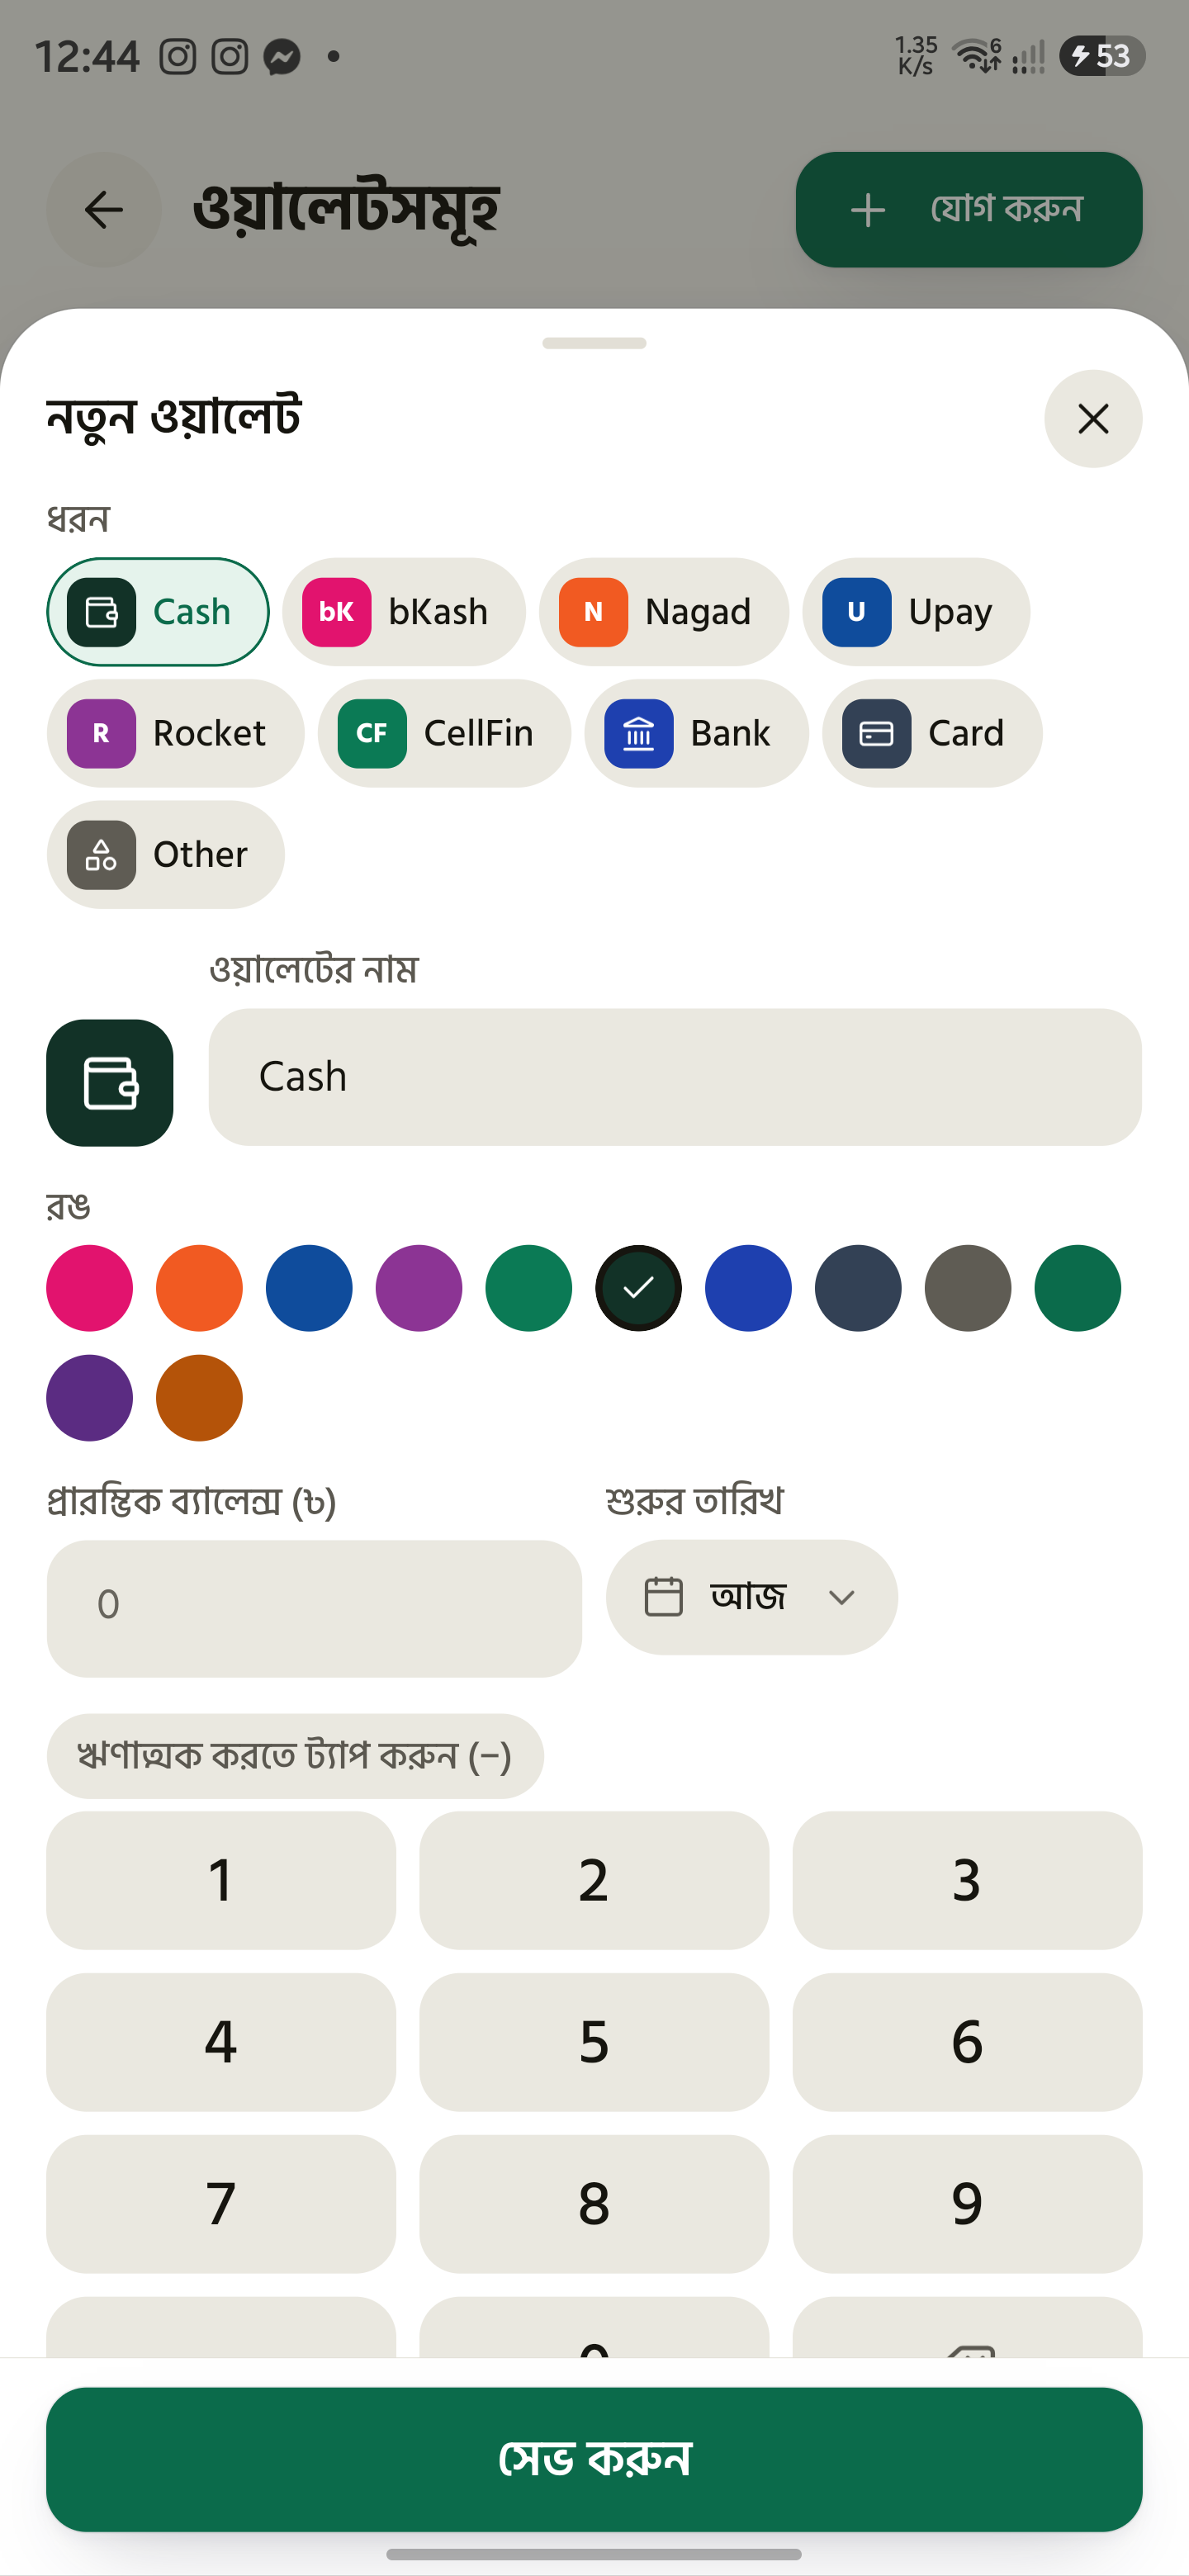 12:44
1.35 K/s
6
53
ওয়ালেটসমূহ
+ যোগ করুন
নতুন ওয়ালেট
ধরন
Cash
bK bKash
N Nagad
U Upay
R Rocket
CF CellFin
Bank
Card
Other
ওয়ালেটের নাম
Cash
রঙ
প্রারম্ভিক ব্যালেন্স (৳)
শুরুর তারিখ
0
আজ
ঋণাত্মক করতে ট্যাপ করুন (−)
1 2 3
4 5 6
7 8 9
0
সেভ করুন